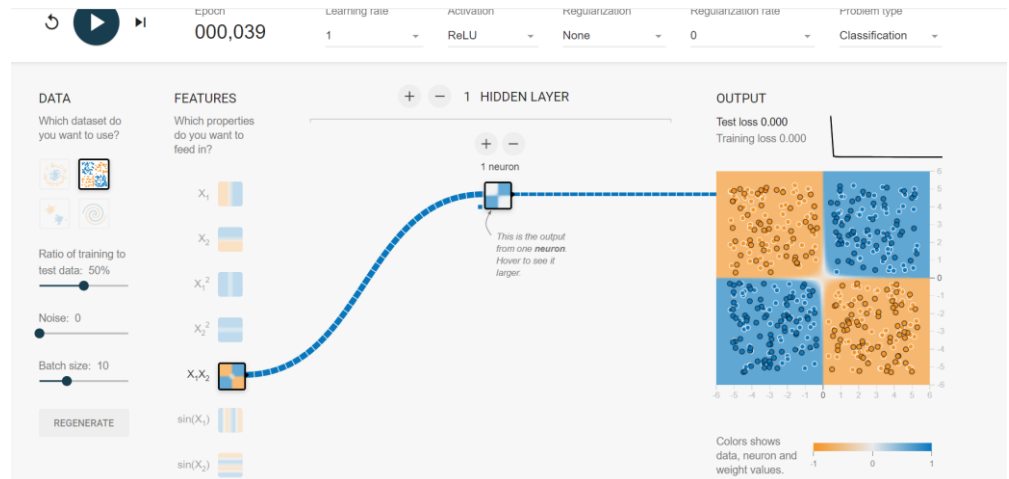 Epoch
Learning rate
Activation
Regularization
Regularization rate
Problem type
000,039
1
ReLU
None
0
Classification
DATA
Which dataset do
you want to use?
Ratio of training to
test data: 50%
Noise: 0
Batch size: 10
REGENERATE
FEATURES
Which properties
do you want to
feed in?
X₁
X₂
X₁²
X₂²
X₁X₂
sin(X₁)
sin(X₂)
+ − 1 HIDDEN LAYER
+ −
1 neuron
This is the output
from one neuron.
Hover to see it
larger.
OUTPUT
Test loss 0.000
Training loss 0.000
6
5
4
3
2
1
0
-1
-2
-3
-4
-5
-6
-6 -5 -4 -3 -2 -1 0 1 2 3 4 5 6
Colors shows
data, neuron and
weight values.
-1 0 1